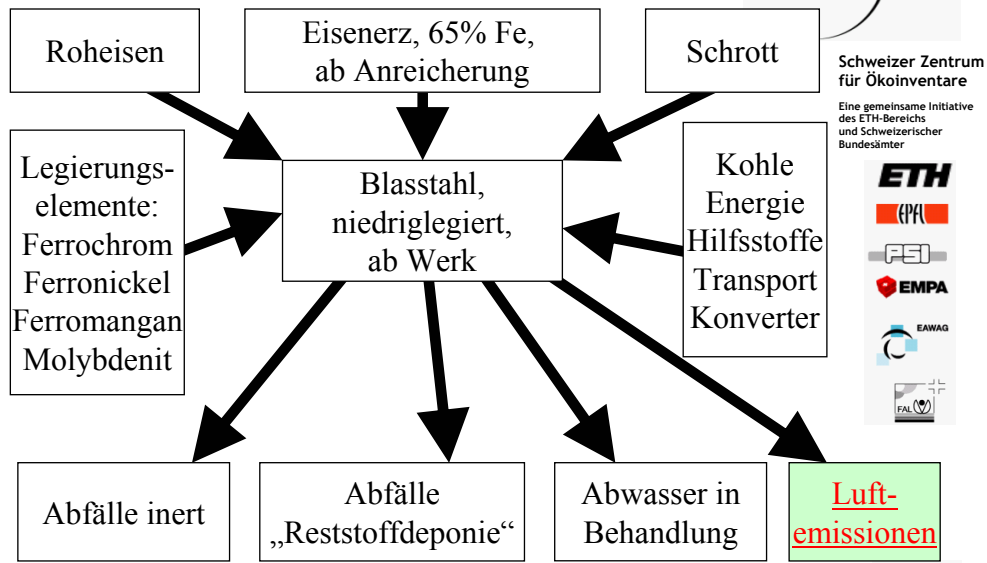 Roheisen
Eisenerz, 65% Fe,
ab Anreicherung
Schrott
Schweizer Zentrum
für Ökoinventare
Eine gemeinsame Initiative
des ETH-Bereichs
und Schweizerischer
Bundesämter
Legierungs-
elemente:
Ferrochrom
Ferronickel
Ferromangan
Molybdenit
Blasstahl,
niedriglegiert,
ab Werk
Kohle
Energie
Hilfsstoffe
Transport
Konverter
ETH
EPFL
PSI
EMPA
EAWAG
FAL
Abfälle inert
Abfälle
„Reststoffdeponie“
Abwasser in
Behandlung
Luft-
emissionen